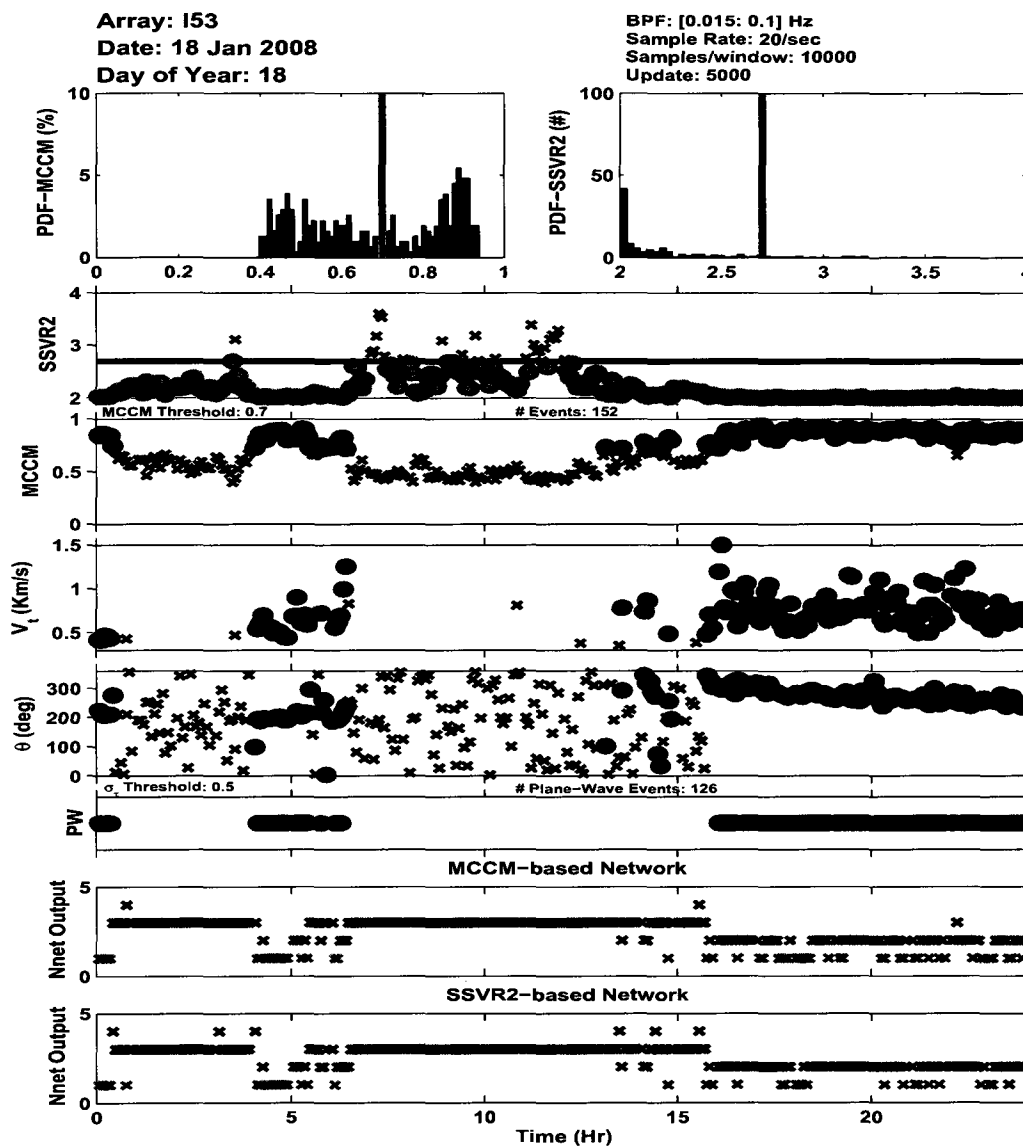 Array: I53
Date: 18 Jan 2008
Day of Year: 18
BPF: [0.015: 0.1] Hz
Sample Rate: 20/sec
Samples/window: 10000
Update: 5000
PDF-MCCM (%)
10
5
0
0 0.2 0.4 0.6 0.8 1
PDF-SSVR2 (#)
100
50
0
2 2.5 3 3.5 4
SSVR2
4
3
2
MCCM Threshold: 0.7 # Events: 152
MCCM
1
0.5
0
V_t (Km/s)
1.5
1
0.5
θ (deg)
300
200
100
0
σ_τ Threshold: 0.5 # Plane-Wave Events: 126
PW
MCCM-based Network
Nnet Output
5
0
SSVR2-based Network
Nnet Output
5
0
0 5 10 15 20
Time (Hr)